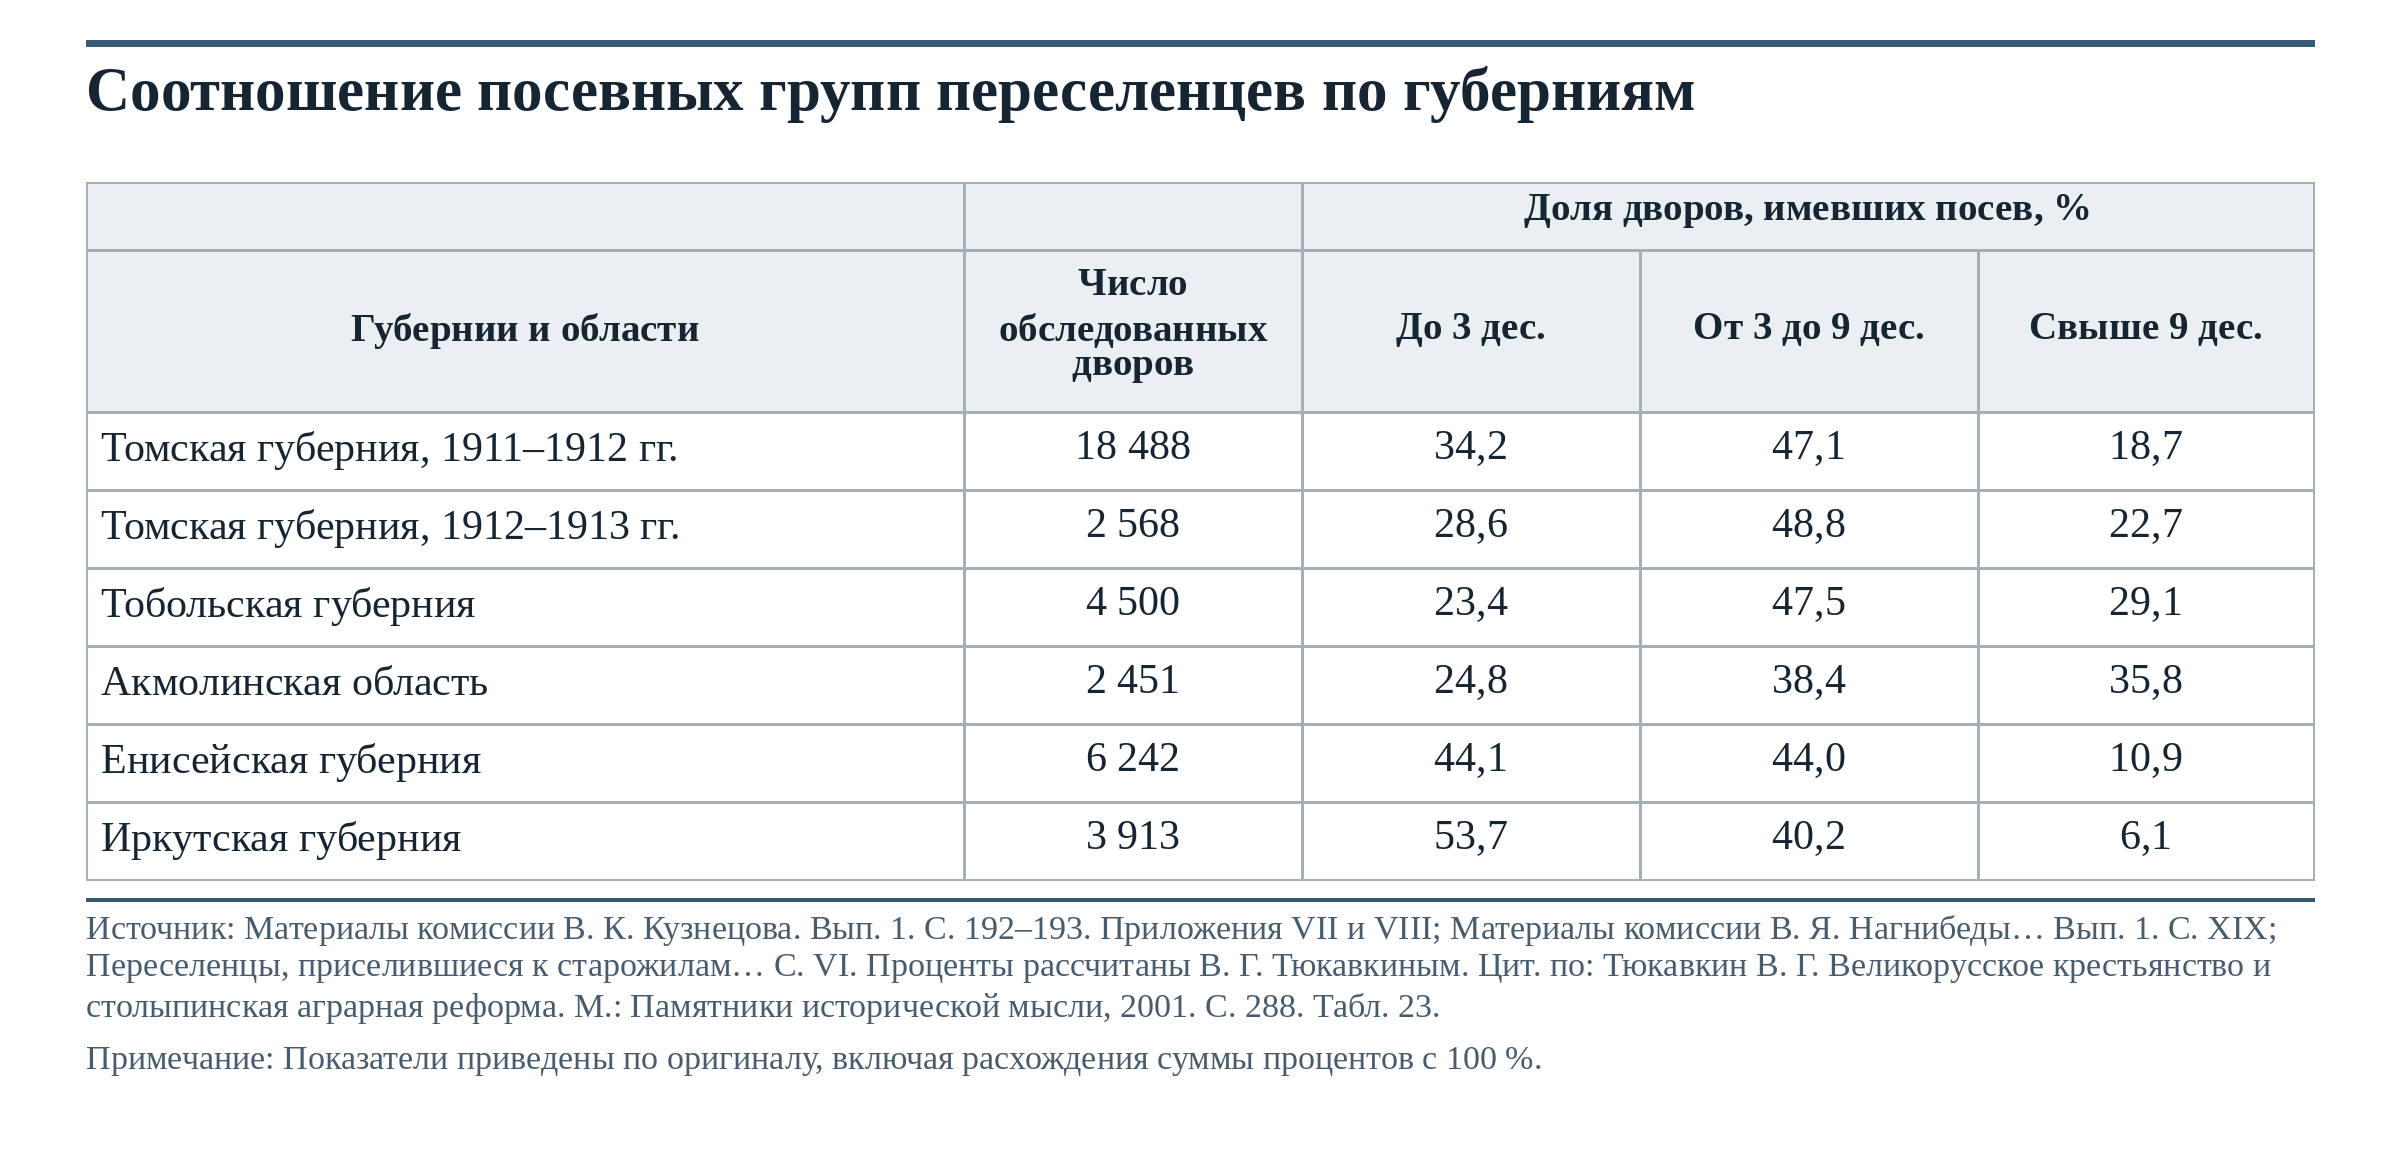 Соотношение посевных групп переселенцев по губерниям
Доля дворов, имевших посев, %
Губернии и области
Число
обследованных
дворов
До 3 дес.
От 3 до 9 дес.
Свыше 9 дес.
Томская губерния, 1911–1912 гг. 18 488 34,2 47,1 18,7
Томская губерния, 1912–1913 гг. 2 568 28,6 48,8 22,7
Тобольская губерния 4 500 23,4 47,5 29,1
Акмолинская область 2 451 24,8 38,4 35,8
Енисейская губерния 6 242 44,1 44,0 10,9
Иркутская губерния 3 913 53,7 40,2 6,1
Источник: Материалы комиссии В. К. Кузнецова. Вып. 1. С. 192–193. Приложения VII и VIII; Материалы комиссии В. Я. Нагнибеды… Вып. 1. С. XIX;
Переселенцы, приселившиеся к старожилам… С. VI. Проценты рассчитаны В. Г. Тюкавкиным. Цит. по: Тюкавкин В. Г. Великорусское крестьянство и
столыпинская аграрная реформа. М.: Памятники исторической мысли, 2001. С. 288. Табл. 23.
Примечание: Показатели приведены по оригиналу, включая расхождения суммы процентов с 100 %.